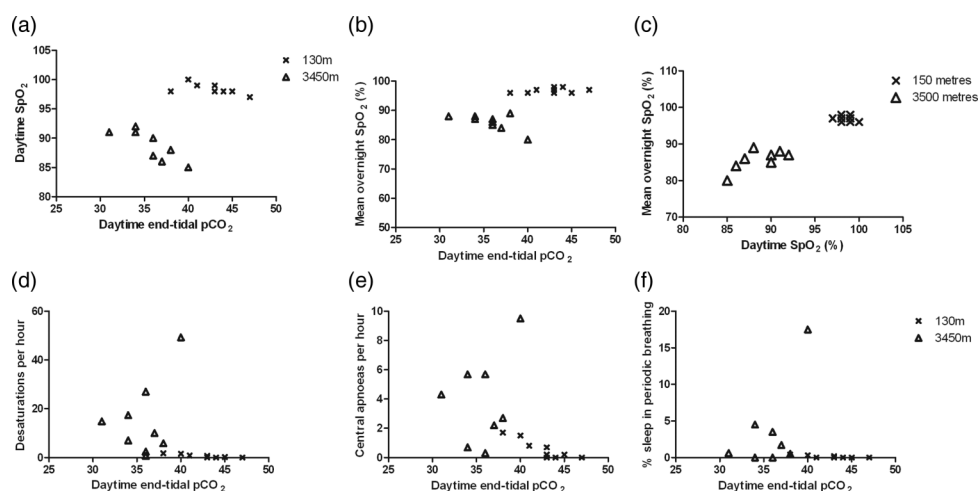 (a)
Daytime SpO2
105
100
95
90
85
80
25 30 35 40 45 50
Daytime end-tidal pCO2
130m
3450m
(b)
Mean overnight SpO2 (%)
100
90
80
70
60
50
25 30 35 40 45 50
Daytime end-tidal pCO2
(c)
Mean overnight SpO2 (%)
110
100
90
80
70
80 85 90 95 100 105
Daytime SpO2 (%)
150 metres
3500 metres
(d)
Desaturations per hour
60
40
20
0
25 30 35 40 45 50
Daytime end-tidal pCO2
(e)
Central apnoeas per hour
10
8
6
4
2
0
25 30 35 40 45 50
Daytime end-tidal pCO2
(f)
% sleep in periodic breathing
20
15
10
5
0
25 30 35 40 45 50
Daytime end-tidal pCO2
130m
3450m